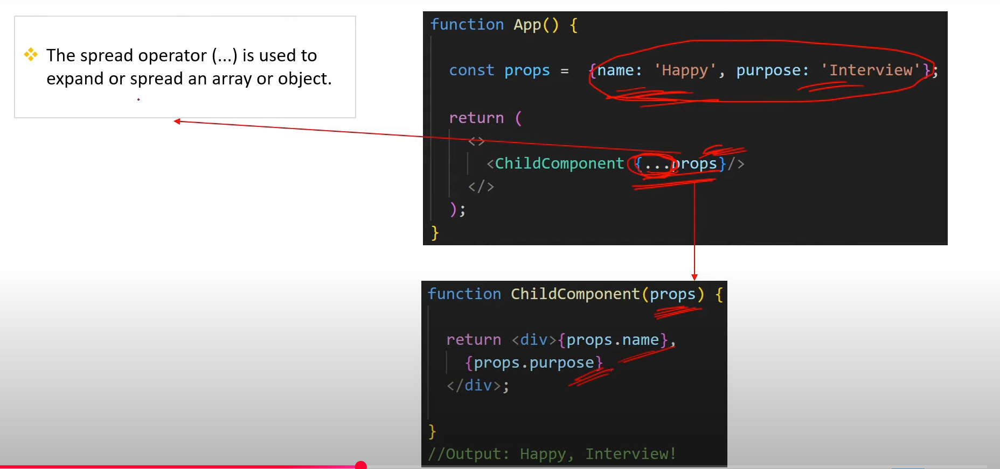 ❖ The spread operator (...) is used to
expand or spread an array or object.
function App() {
const props = {name: 'Happy', purpose: 'Interview'};
return (
<>
<ChildComponent {...props}/>
</>
);
}
function ChildComponent(props) {
return <div>{props.name},
{props.purpose}
</div>;
}
//Output: Happy, Interview!